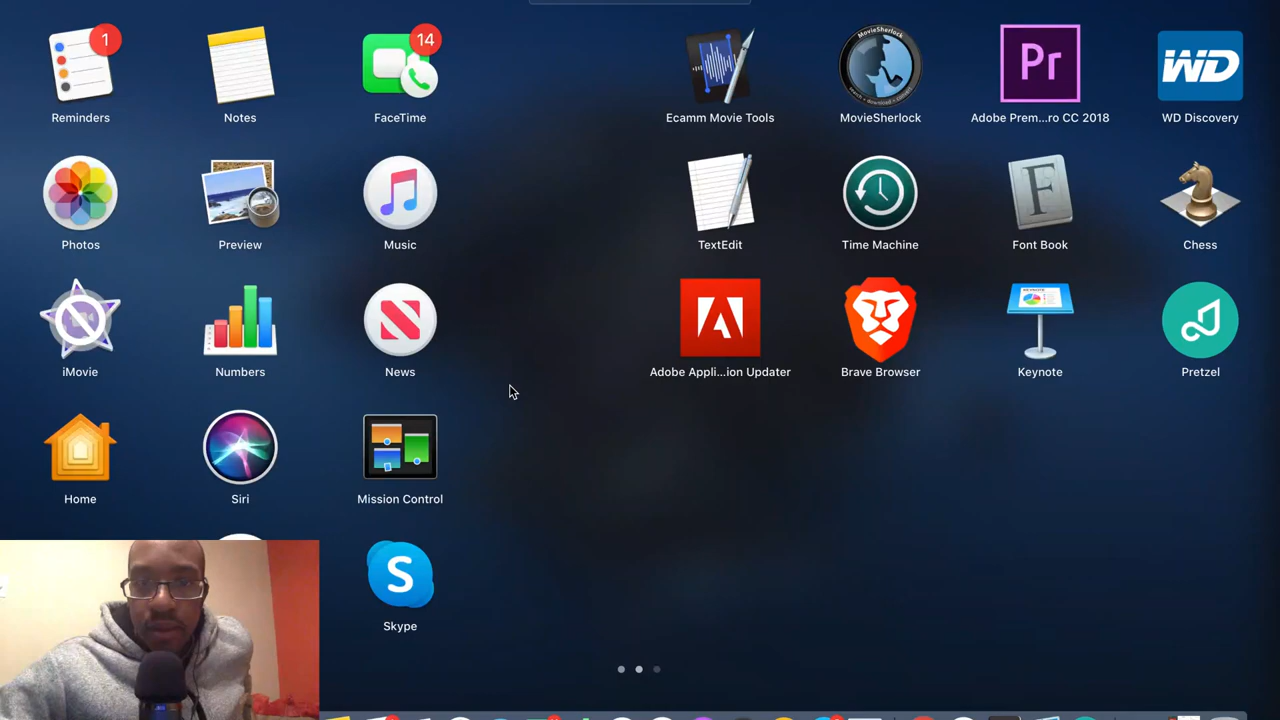 1
14
Pr
WD
Reminders
Notes
FaceTime
Ecamm Movie Tools
MovieSherlock
Adobe Prem...ro CC 2018
WD Discovery
F
Photos
Preview
Music
TextEdit
Time Machine
Font Book
Chess
iMovie
Numbers
News
Adobe Appli...ion Updater
Brave Browser
Keynote
Pretzel
Home
Siri
Mission Control
S
Skype